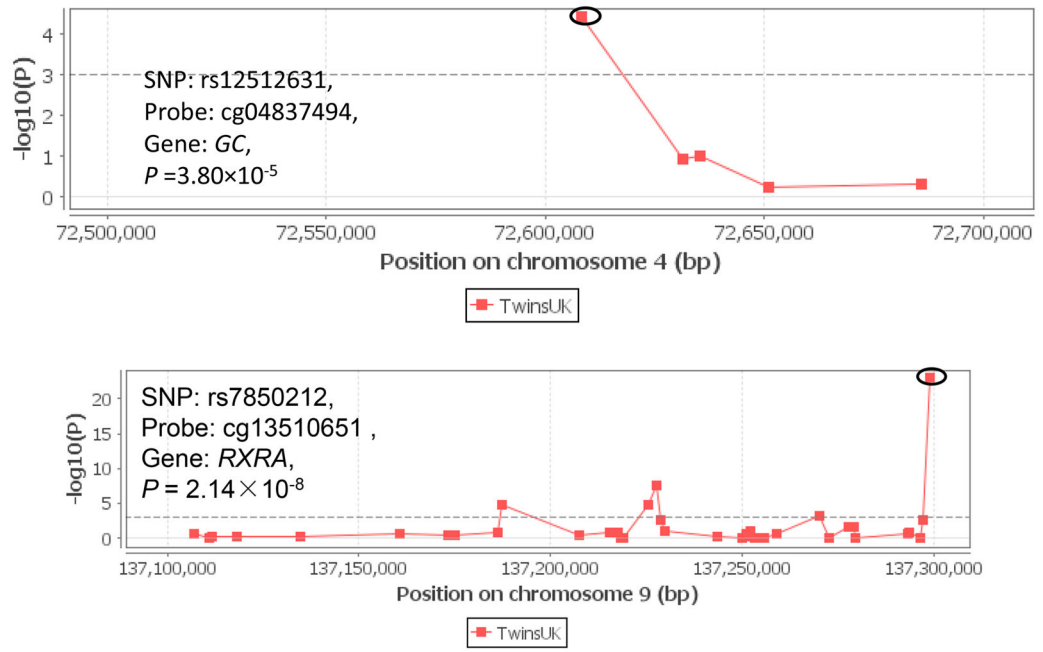 4
3
2
1
0
-log10(P)
SNP: rs12512631,
Probe: cg04837494,
Gene: GC,
P =3.80×10⁻⁵
72,500,000 72,550,000 72,600,000 72,650,000 72,700,000
Position on chromosome 4 (bp)
TwinsUK
20
15
10
5
0
-log10(P)
SNP: rs7850212,
Probe: cg13510651 ,
Gene: RXRA,
P = 2.14×10⁻⁸
137,100,000 137,150,000 137,200,000 137,250,000 137,300,000
Position on chromosome 9 (bp)
TwinsUK